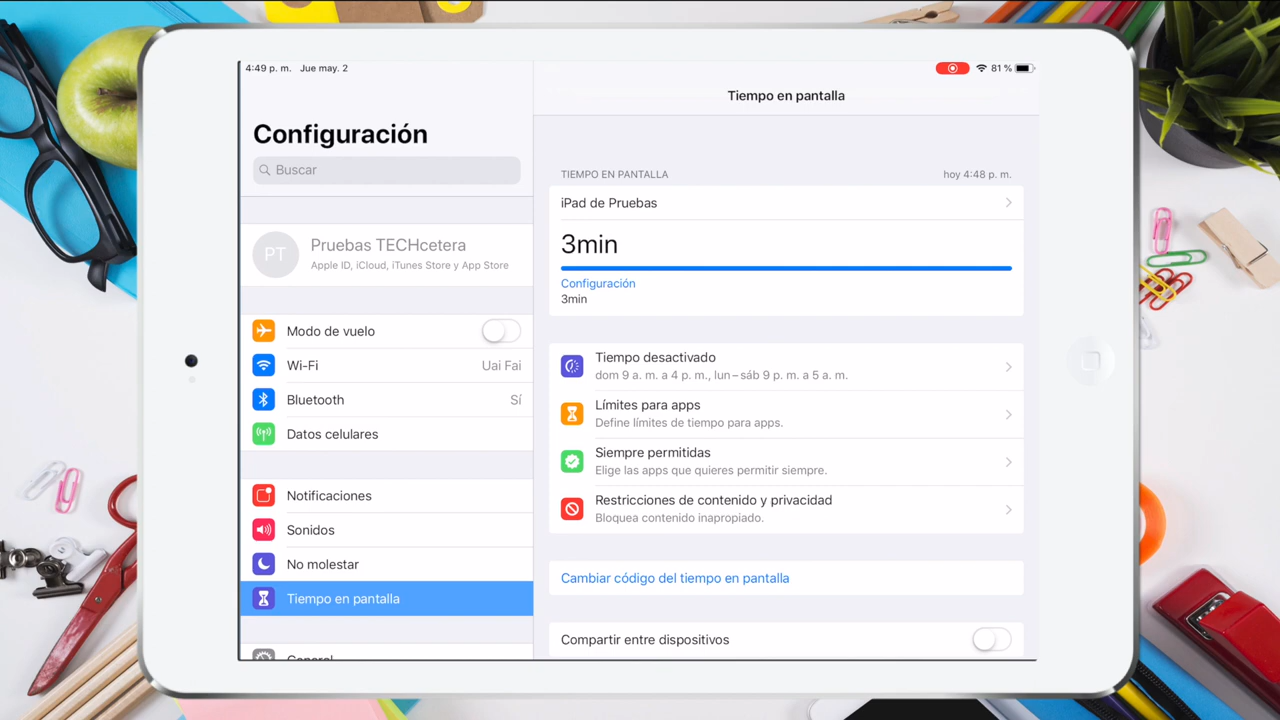 4:49 p. m. Jue may. 2
81 %
Configuración
Buscar
PT
Pruebas TECHcetera
Apple ID, iCloud, iTunes Store y App Store
Modo de vuelo
Wi-Fi Uai Fai
Bluetooth Sí
Datos celulares
Notificaciones
Sonidos
No molestar
Tiempo en pantalla
General
Tiempo en pantalla
TIEMPO EN PANTALLA hoy 4:48 p. m.
iPad de Pruebas
3min
Configuración
3min
Tiempo desactivado
dom 9 a. m. a 4 p. m., lun – sáb 9 p. m. a 5 a. m.
Límites para apps
Define límites de tiempo para apps.
Siempre permitidas
Elige las apps que quieres permitir siempre.
Restricciones de contenido y privacidad
Bloquea contenido inapropiado.
Cambiar código del tiempo en pantalla
Compartir entre dispositivos